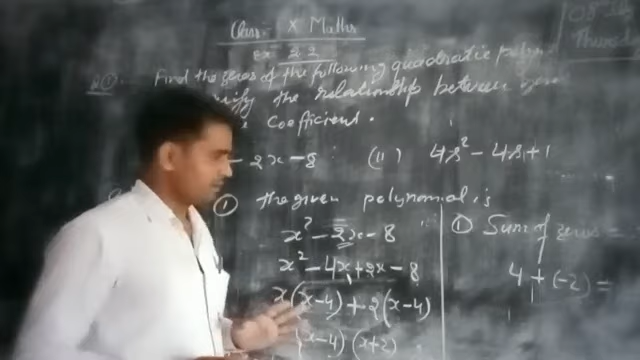 Class: X Maths
Ex 2.2
Find the zeros of the following quadratic polyn
verify the relationship between zero
coefficient.
- 2x - 8 (ii) 4s² - 4s + 1
① the given polynomial is
x² - 2x - 8
x² - 4x + 2x - 8
x(x-4) + 2(x-4)
(x-4) (x+2)
① Sum of zeros =
4 + (-2) =